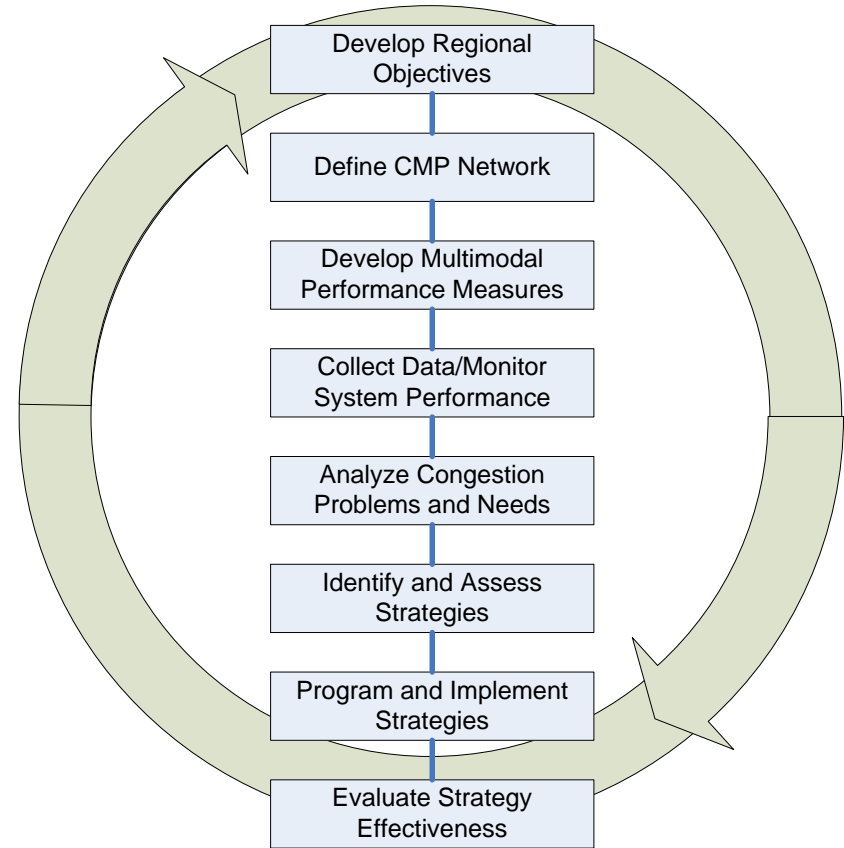 Develop Regional
Objectives
Define CMP Network
Develop Multimodal
Performance Measures
Collect Data/Monitor
System Performance
Analyze Congestion
Problems and Needs
Identify and Assess
Strategies
Program and Implement
Strategies
Evaluate Strategy
Effectiveness